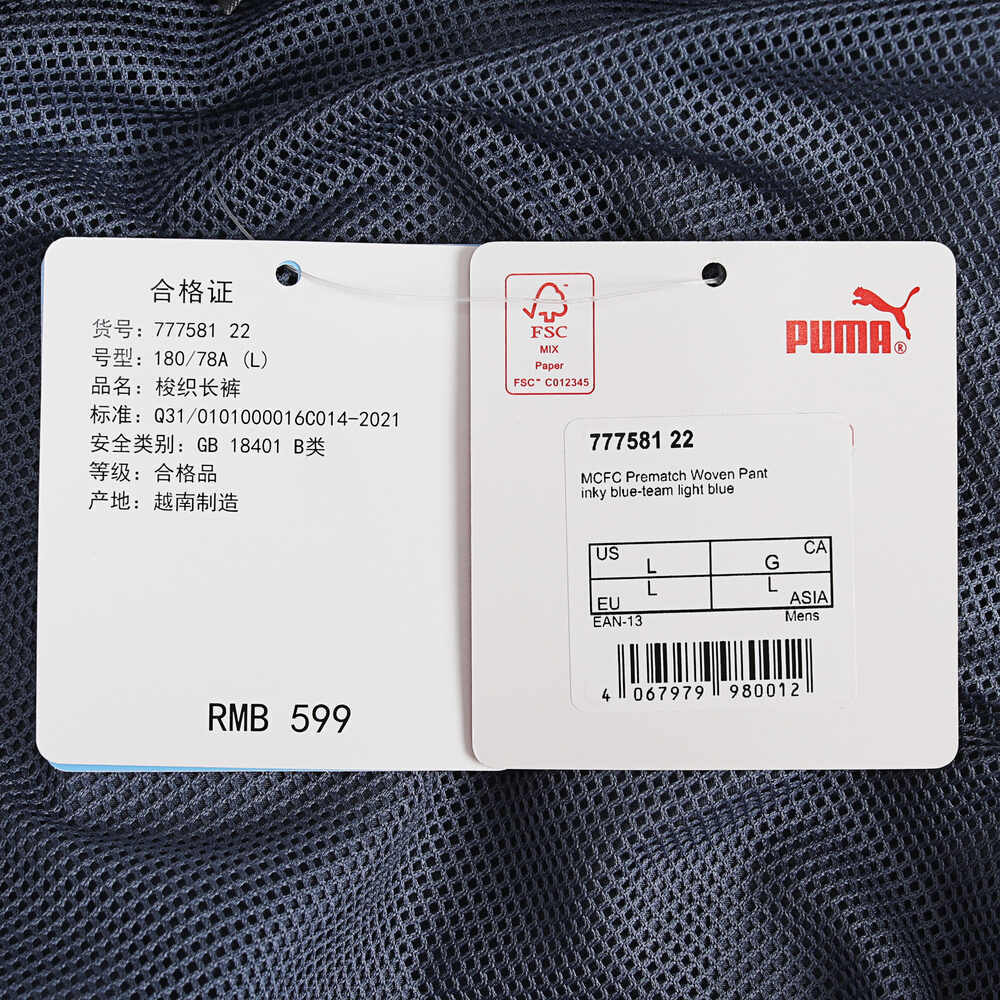 合格证
货号: 777581 22
号型: 180/78A (L)
品名: 梭织长裤
标准: Q31/0101000016C014-2021
安全类别: GB 18401 B类
等级: 合格品
产地: 越南制造
RMB 599
FSC
MIX
Paper
FSC™ C012345
PUMA®
777581 22
MCFC Prematch Woven Pant
inky blue-team light blue
US L G CA
EU L L ASIA
EAN-13 Mens
4 067979 980012